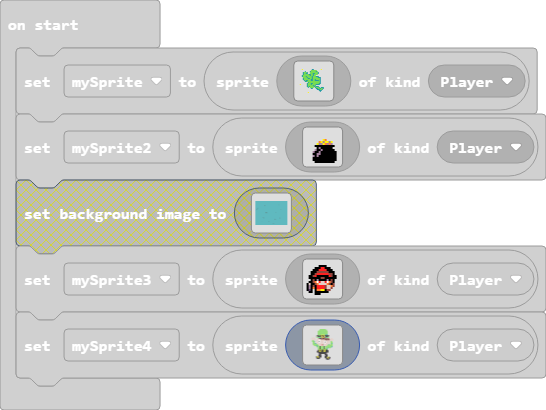 on start
set mySprite to sprite of kind Player
set mySprite2 to sprite of kind Player
set background image to
set mySprite3 to sprite of kind Player
set mySprite4 to sprite of kind Player